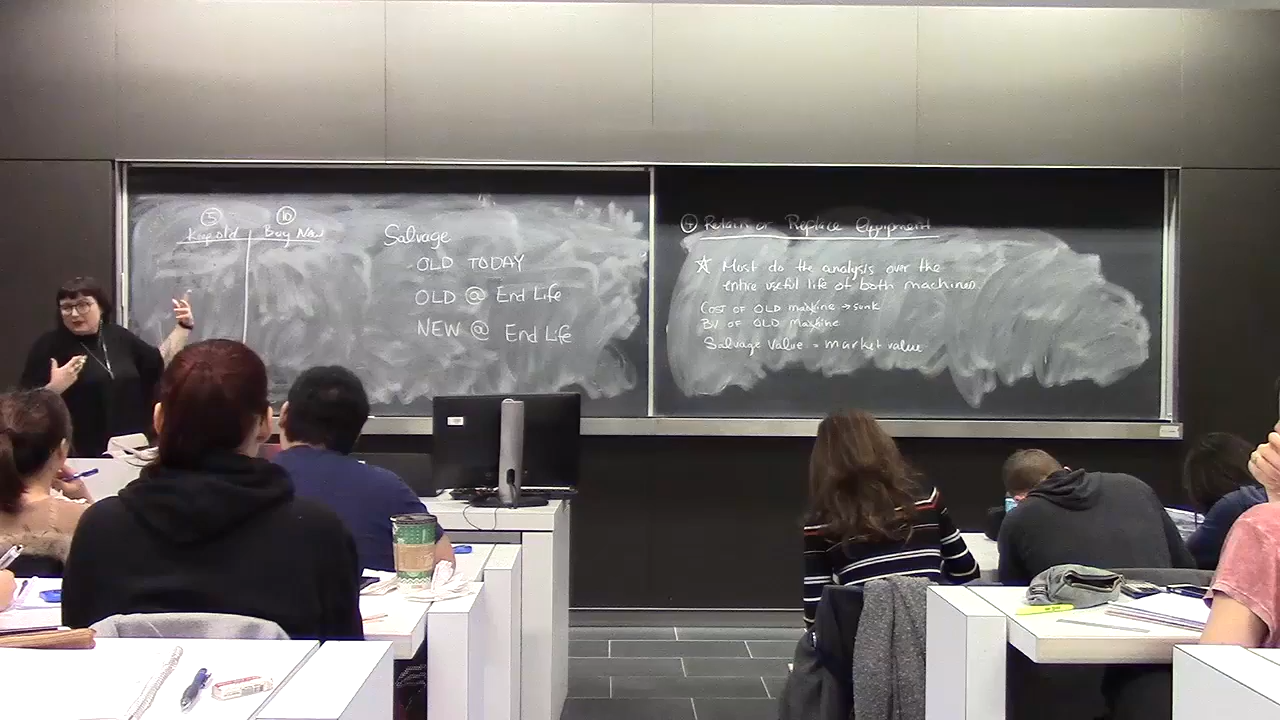 5 10
Keep old Buy New
Salvage
- OLD TODAY
OLD @ End Life
NEW @ End Life
4 Retain or Replace Equipment
☆ Must do the analysis over the
entire useful life of both machines.
Cost of OLD machine → sunk
BV of OLD Machine
Salvage Value = market value